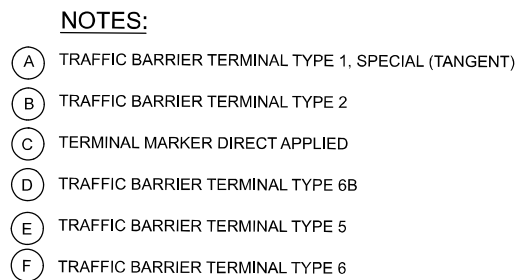 NOTES:
A TRAFFIC BARRIER TERMINAL TYPE 1, SPECIAL (TANGENT)
B TRAFFIC BARRIER TERMINAL TYPE 2
C TERMINAL MARKER DIRECT APPLIED
D TRAFFIC BARRIER TERMINAL TYPE 6B
E TRAFFIC BARRIER TERMINAL TYPE 5
F TRAFFIC BARRIER TERMINAL TYPE 6